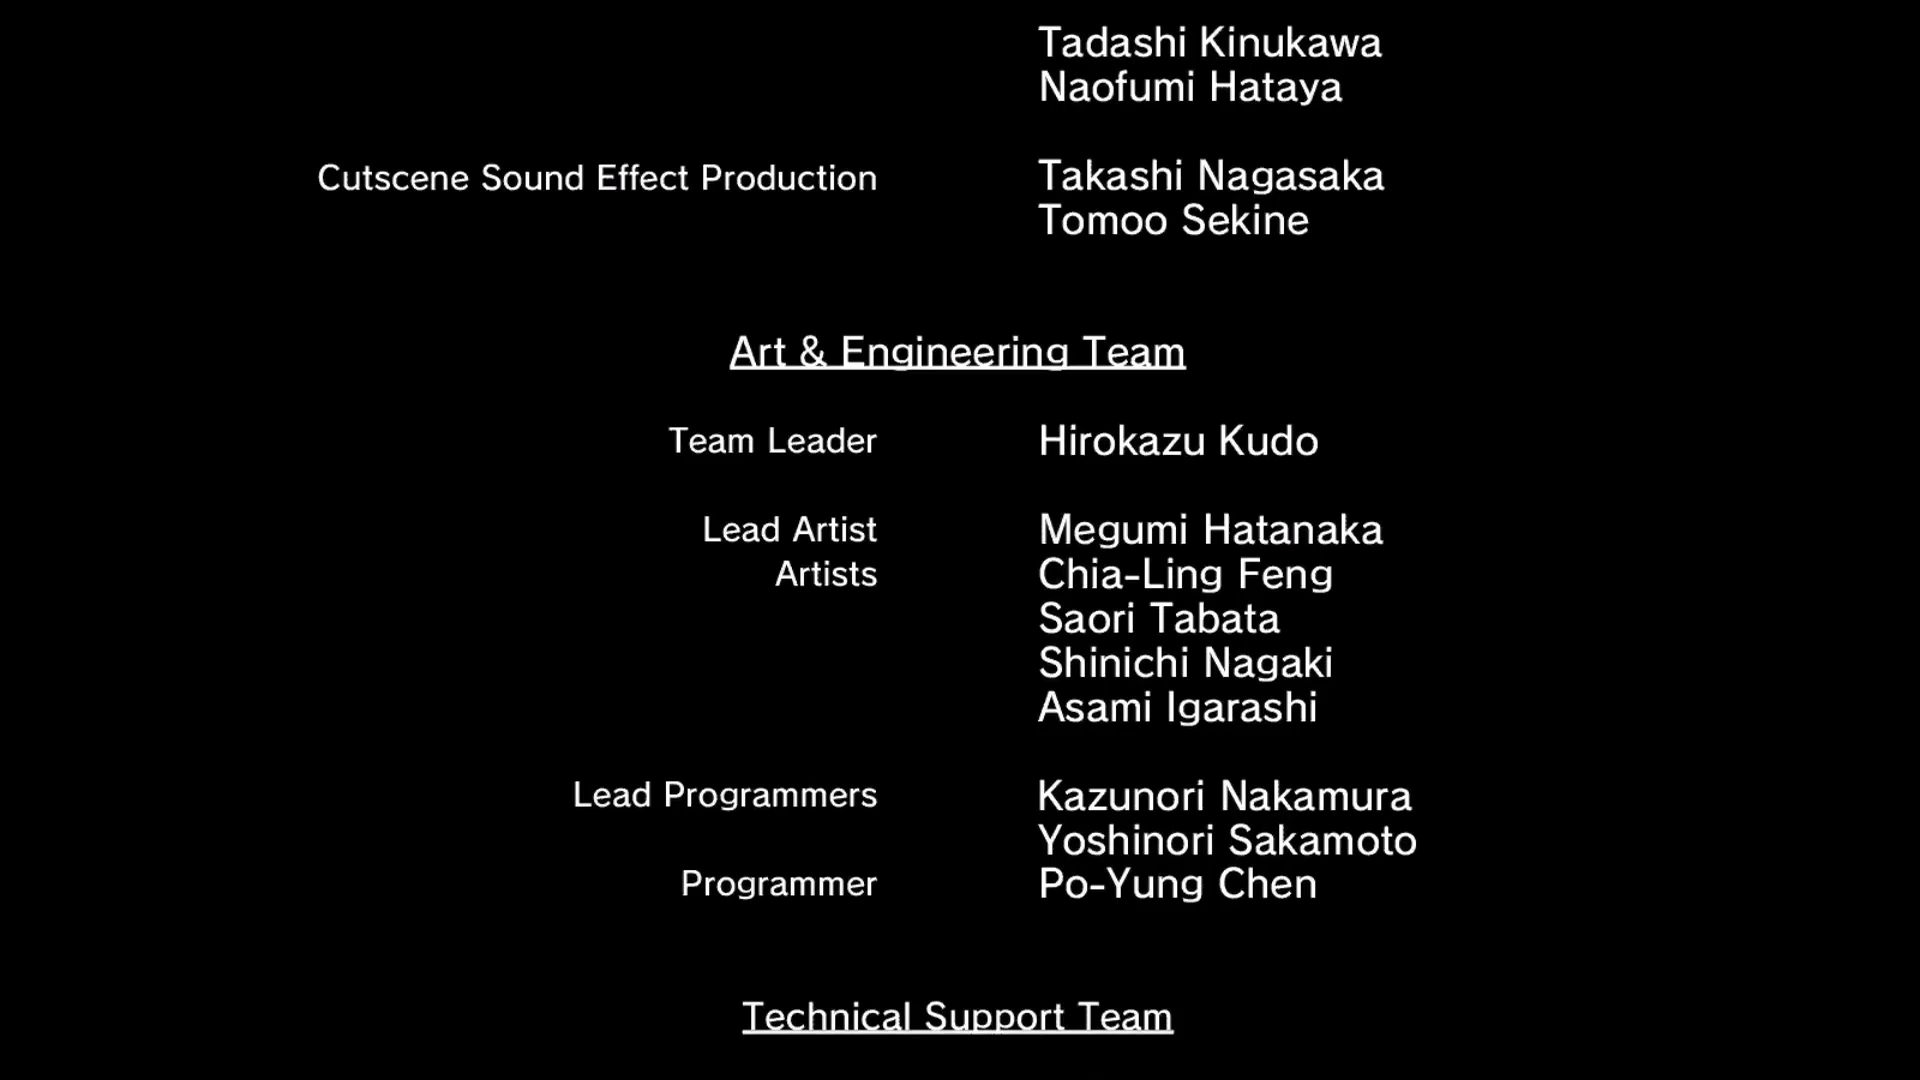 Tadashi Kinukawa
Naofumi Hataya
Cutscene Sound Effect Production Takashi Nagasaka
Tomoo Sekine
Art & Engineering Team
Team Leader Hirokazu Kudo
Lead Artist Megumi Hatanaka
Artists Chia-Ling Feng
Saori Tabata
Shinichi Nagaki
Asami Igarashi
Lead Programmers Kazunori Nakamura
Yoshinori Sakamoto
Programmer Po-Yung Chen
Technical Support Team